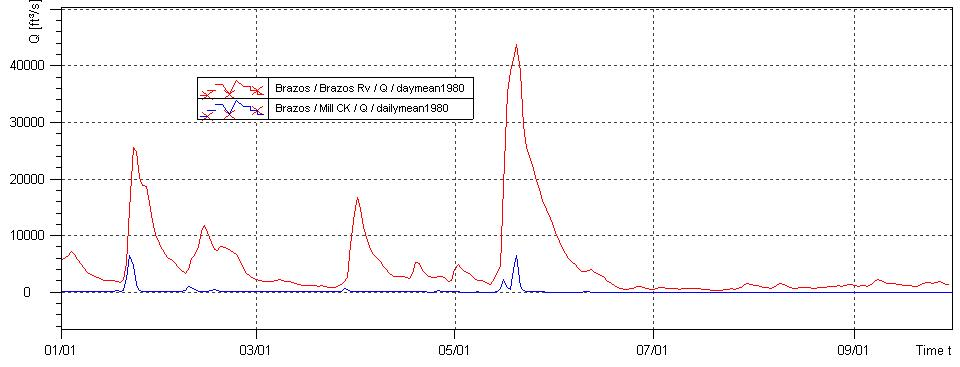 Q [ft³/s]
40000
30000
20000
10000
0
Brazos / Brazos Rv / Q / daymean1980
Brazos / Mill CK / Q / dailymean1980
01/01 03/01 05/01 07/01 09/01 Time t